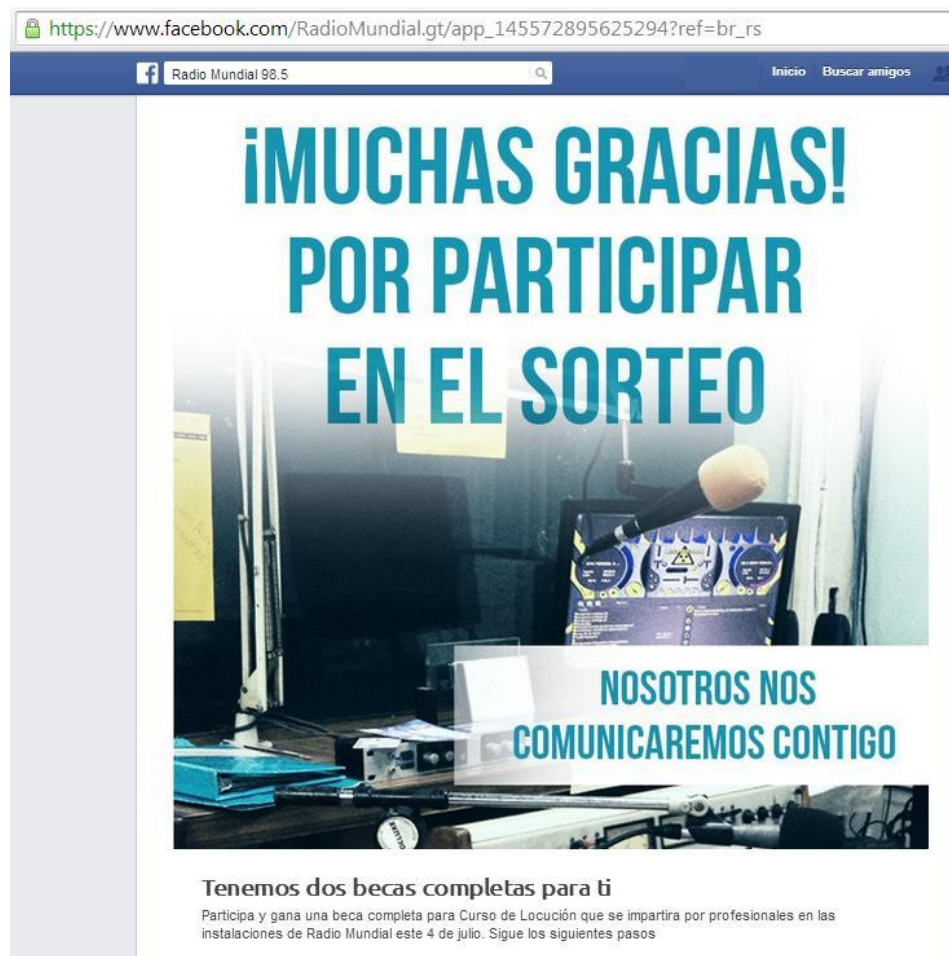 https://www.facebook.com/RadioMundial.gt/app_145572895625294?ref=br_rs
Radio Mundial 98.5
Inicio Buscar amigos
¡MUCHAS GRACIAS!
POR PARTICIPAR
EN EL SORTEO
NOSOTROS NOS
COMUNICAREMOS CONTIGO
Tenemos dos becas completas para ti
Participa y gana una beca completa para Curso de Locución que se impartira por profesionales en las
instalaciones de Radio Mundial este 4 de julio. Sigue los siguientes pasos